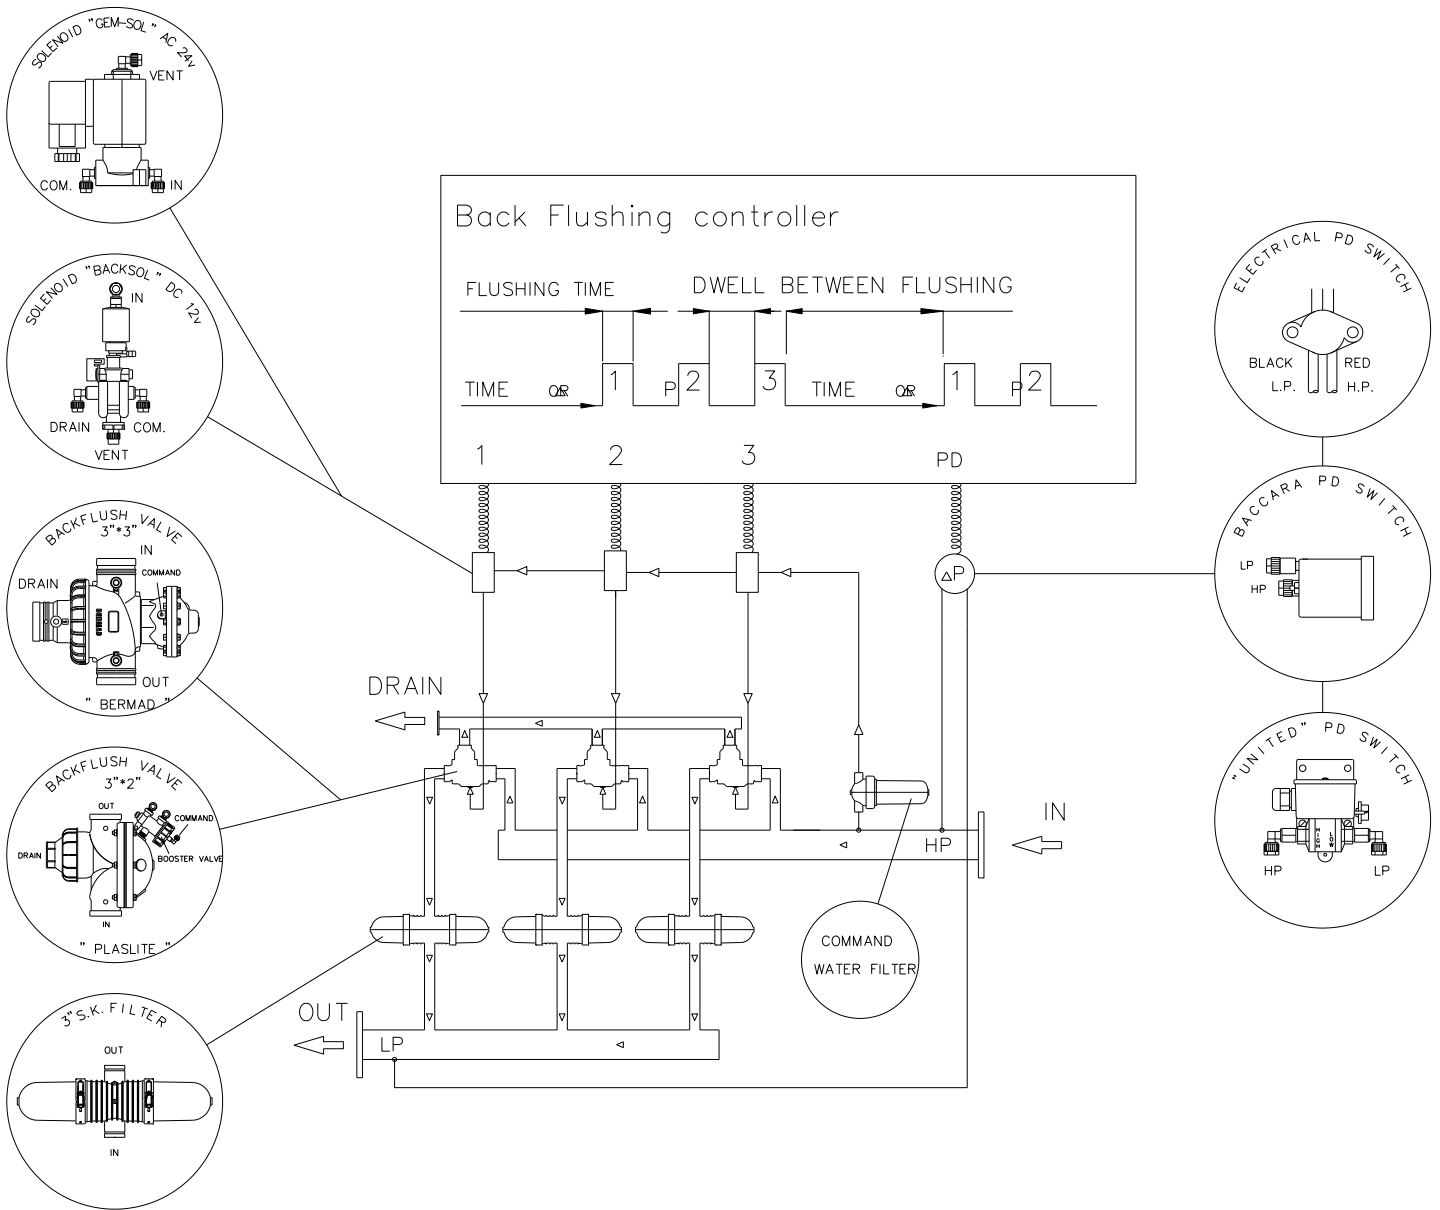 SOLENOID "GEM-SOL" AC 24v
VENT
COM.
IN
SOLENOID "BACKSOL" DC 12v
IN
DRAIN
COM.
VENT
BACKFLUSH VALVE
3"*3"
IN
DRAIN
COMMAND
BERMAD
OUT
" BERMAD "
BACKFLUSH VALVE
3"*2"
OUT
COMMAND
DRAIN
BOOSTER VALVE
IN
" PLASLITE "
3"S.K. FILTER
OUT
IN
Back Flushing controller
FLUSHING TIME
DWELL BETWEEN FLUSHING
TIME OR
1
P
2
3
TIME OR
1
P
2
1
2
3
PD
△P
DRAIN
IN
HP
COMMAND
WATER FILTER
OUT
LP
ELECTRICAL PD SWITCH
BLACK RED
L.P. H.P.
BACCARA PD SWITCH
LP
HP
"UNITED" PD SWITCH
HIGH
LOW
HP
LP